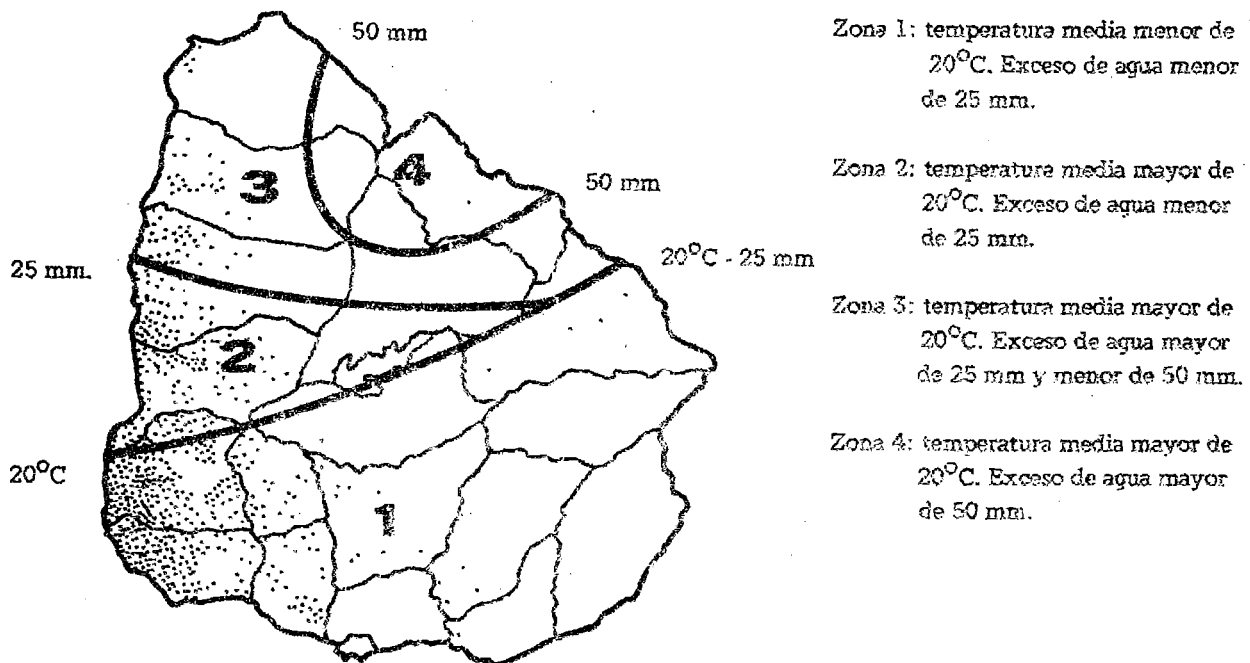 50 mm
3
4
50 mm
20°C - 25 mm
25 mm.
2
20°C
1
Zona 1: temperatura media menor de
20°C. Exceso de agua menor
de 25 mm.
Zona 2: temperatura media mayor de
20°C. Exceso de agua menor
de 25 mm.
Zona 3: temperatura media mayor de
20°C. Exceso de agua mayor
de 25 mm y menor de 50 mm.
Zona 4: temperatura media mayor de
20°C. Exceso de agua mayor
de 50 mm.